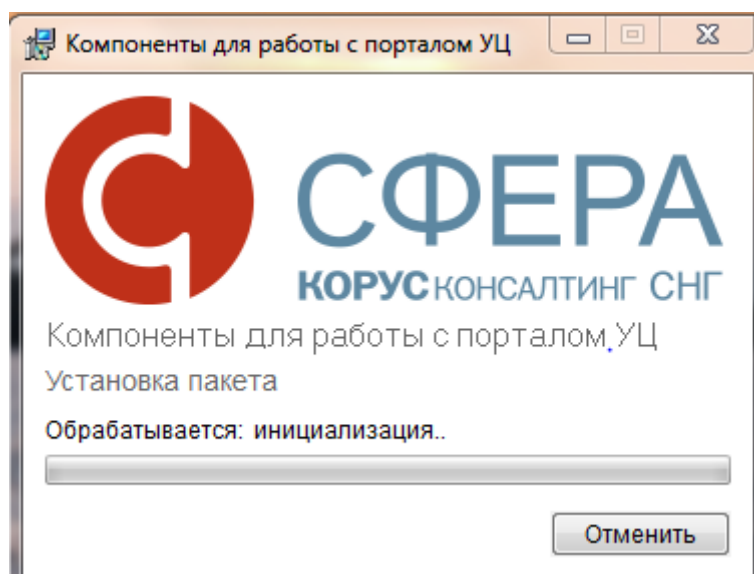 Компоненты для работы с порталом УЦ
СФЕРА
КОРУС КОНСАЛТИНГ СНГ
Компоненты для работы с порталом УЦ
Установка пакета
Обрабатывается: инициализация..
Отменить